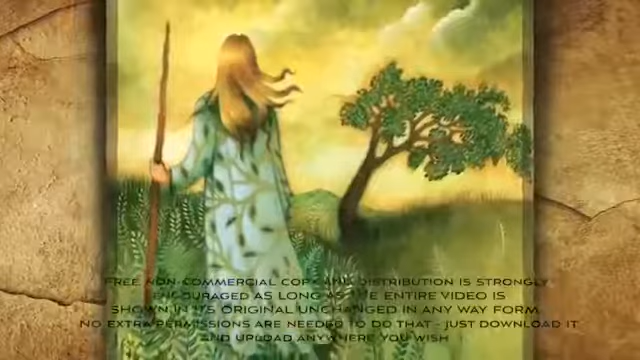 FREE NON-COMMERCIAL COPY AND DISTRIBUTION IS STRONGLY
ENCOURAGED AS LONG AS THE ENTIRE VIDEO IS
SHOWN IN ITS ORIGINAL UNCHANGED IN ANY WAY FORM.
NO EXTRA PERMISSIONS ARE NEEDED TO DO THAT - JUST DOWNLOAD IT
AND UPLOAD ANYWHERE YOU WISH